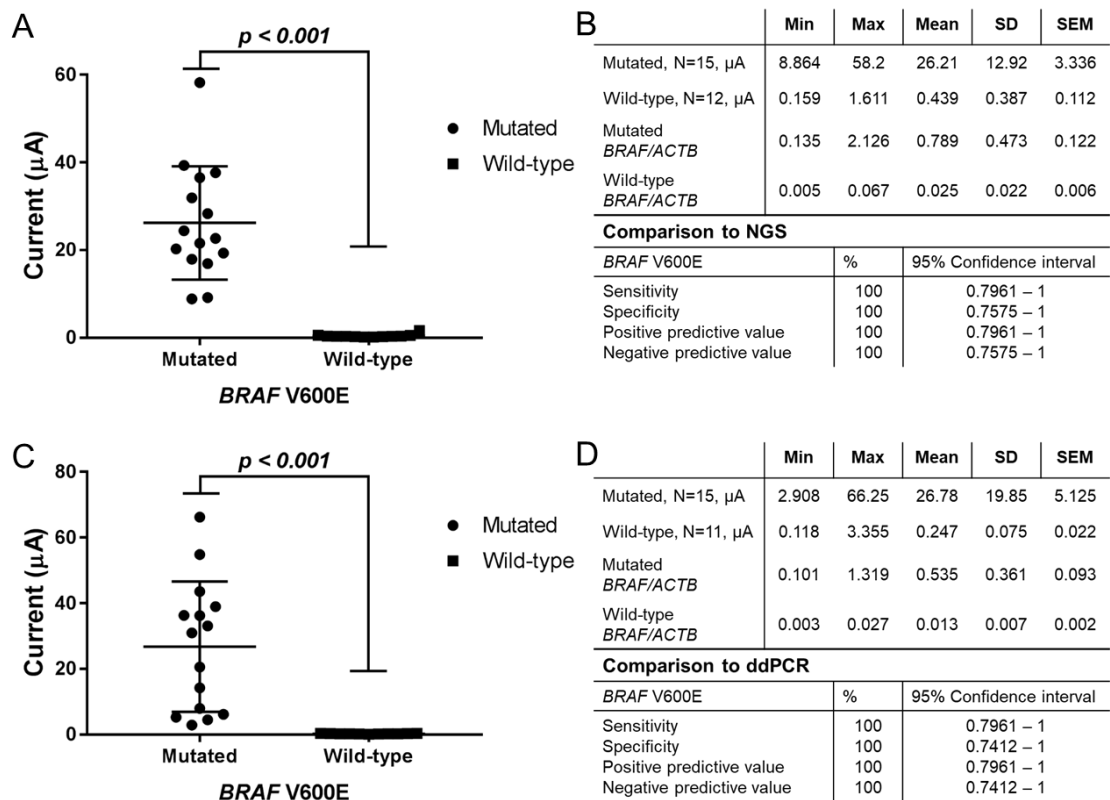 A
p < 0.001
Current (μA)
60
40
20
0
Mutated
Wild-type
Mutated
Wild-type
BRAF V600E
B
Min Max Mean SD SEM
Mutated, N=15, μA 8.864 58.2 26.21 12.92 3.336
Wild-type, N=12, μA 0.159 1.611 0.439 0.387 0.112
Mutated
BRAF/ACTB 0.135 2.126 0.789 0.473 0.122
Wild-type
BRAF/ACTB 0.005 0.067 0.025 0.022 0.006
Comparison to NGS
BRAF V600E % 95% Confidence interval
Sensitivity 100 0.7961 – 1
Specificity 100 0.7575 – 1
Positive predictive value 100 0.7961 – 1
Negative predictive value 100 0.7575 – 1
C
p < 0.001
Current (μA)
80
60
40
20
0
Mutated
Wild-type
Mutated
Wild-type
BRAF V600E
D
Min Max Mean SD SEM
Mutated, N=15, μA 2.908 66.25 26.78 19.85 5.125
Wild-type, N=11, μA 0.118 3.355 0.247 0.075 0.022
Mutated
BRAF/ACTB 0.101 1.319 0.535 0.361 0.093
Wild-type
BRAF/ACTB 0.003 0.027 0.013 0.007 0.002
Comparison to ddPCR
BRAF V600E % 95% Confidence interval
Sensitivity 100 0.7961 – 1
Specificity 100 0.7412 – 1
Positive predictive value 100 0.7961 – 1
Negative predictive value 100 0.7412 – 1